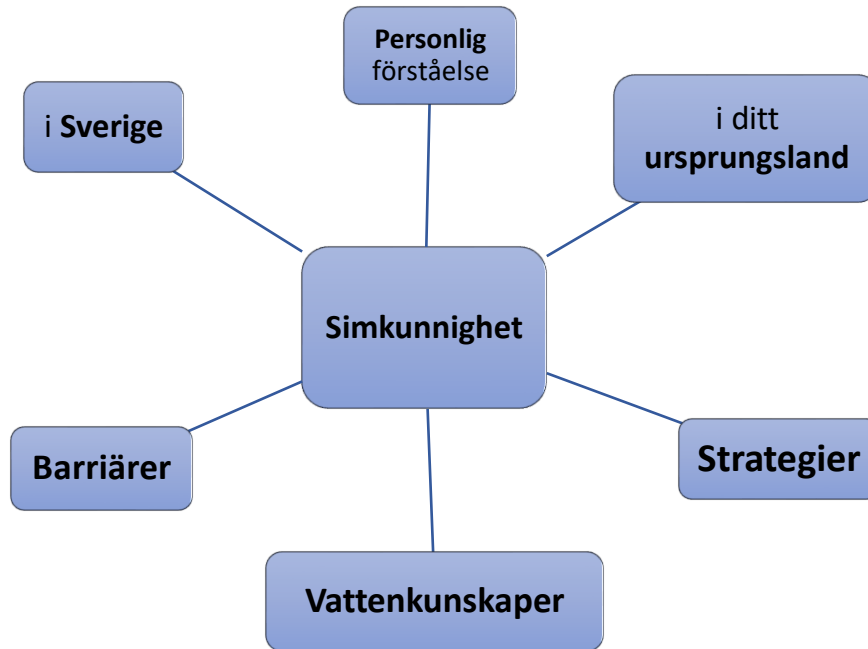 Personlig
förståelse
i Sverige
i ditt
ursprungsland
Simkunnighet
Barriärer
Strategier
Vattenkunskaper